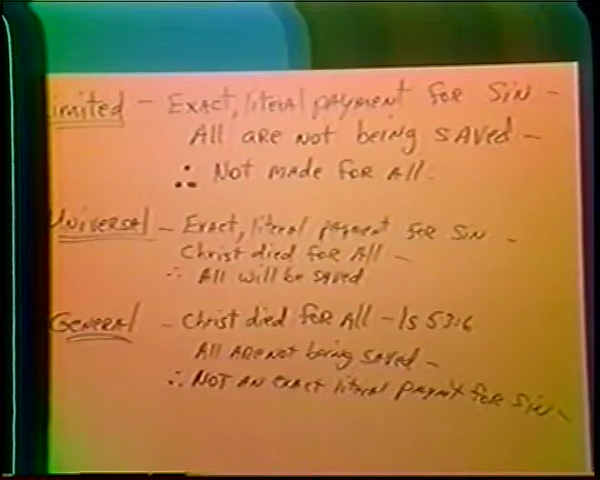 Limited - Exact, literal payment for Sin -
All are not being saved -
∴ Not made for All.
Universal - Exact, literal payment for Sin -
Christ died for All -
∴ All will be saved
General - Christ died for All - Is 53:6
All are not being saved -
∴ Not an exact literal paym't for Sin -